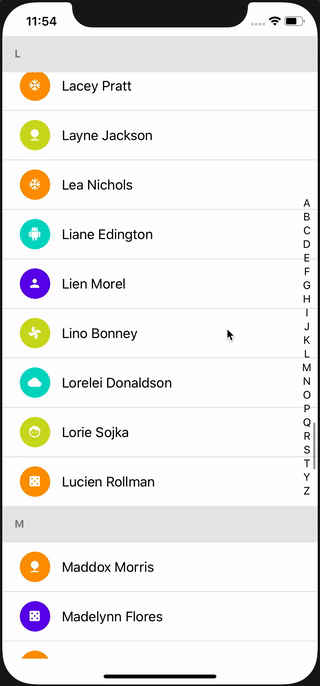 11:54
L
Lacey Pratt
Layne Jackson
Lea Nichols
Liane Edington
Lien Morel
Lino Bonney
Lorelei Donaldson
Lorie Sojka
Lucien Rollman
M
Maddox Morris
Madelynn Flores
A
B
C
D
E
F
G
H
I
J
K
L
M
N
O
P
Q
R
S
T
Y
Z